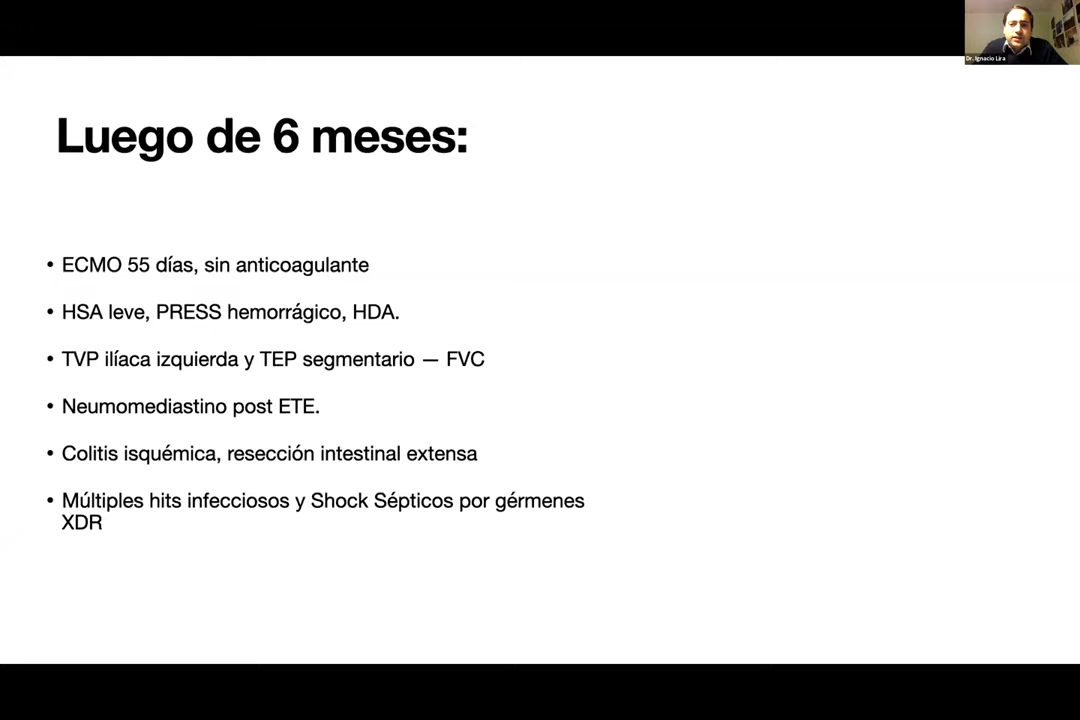 Dr. Ignacio Lira
Luego de 6 meses:
• ECMO 55 días, sin anticoagulante
• HSA leve, PRESS hemorrágico, HDA.
• TVP ilíaca izquierda y TEP segmentario — FVC
• Neumomediastino post ETE.
• Colitis isquémica, resección intestinal extensa
• Múltiples hits infecciosos y Shock Sépticos por gérmenes
XDR